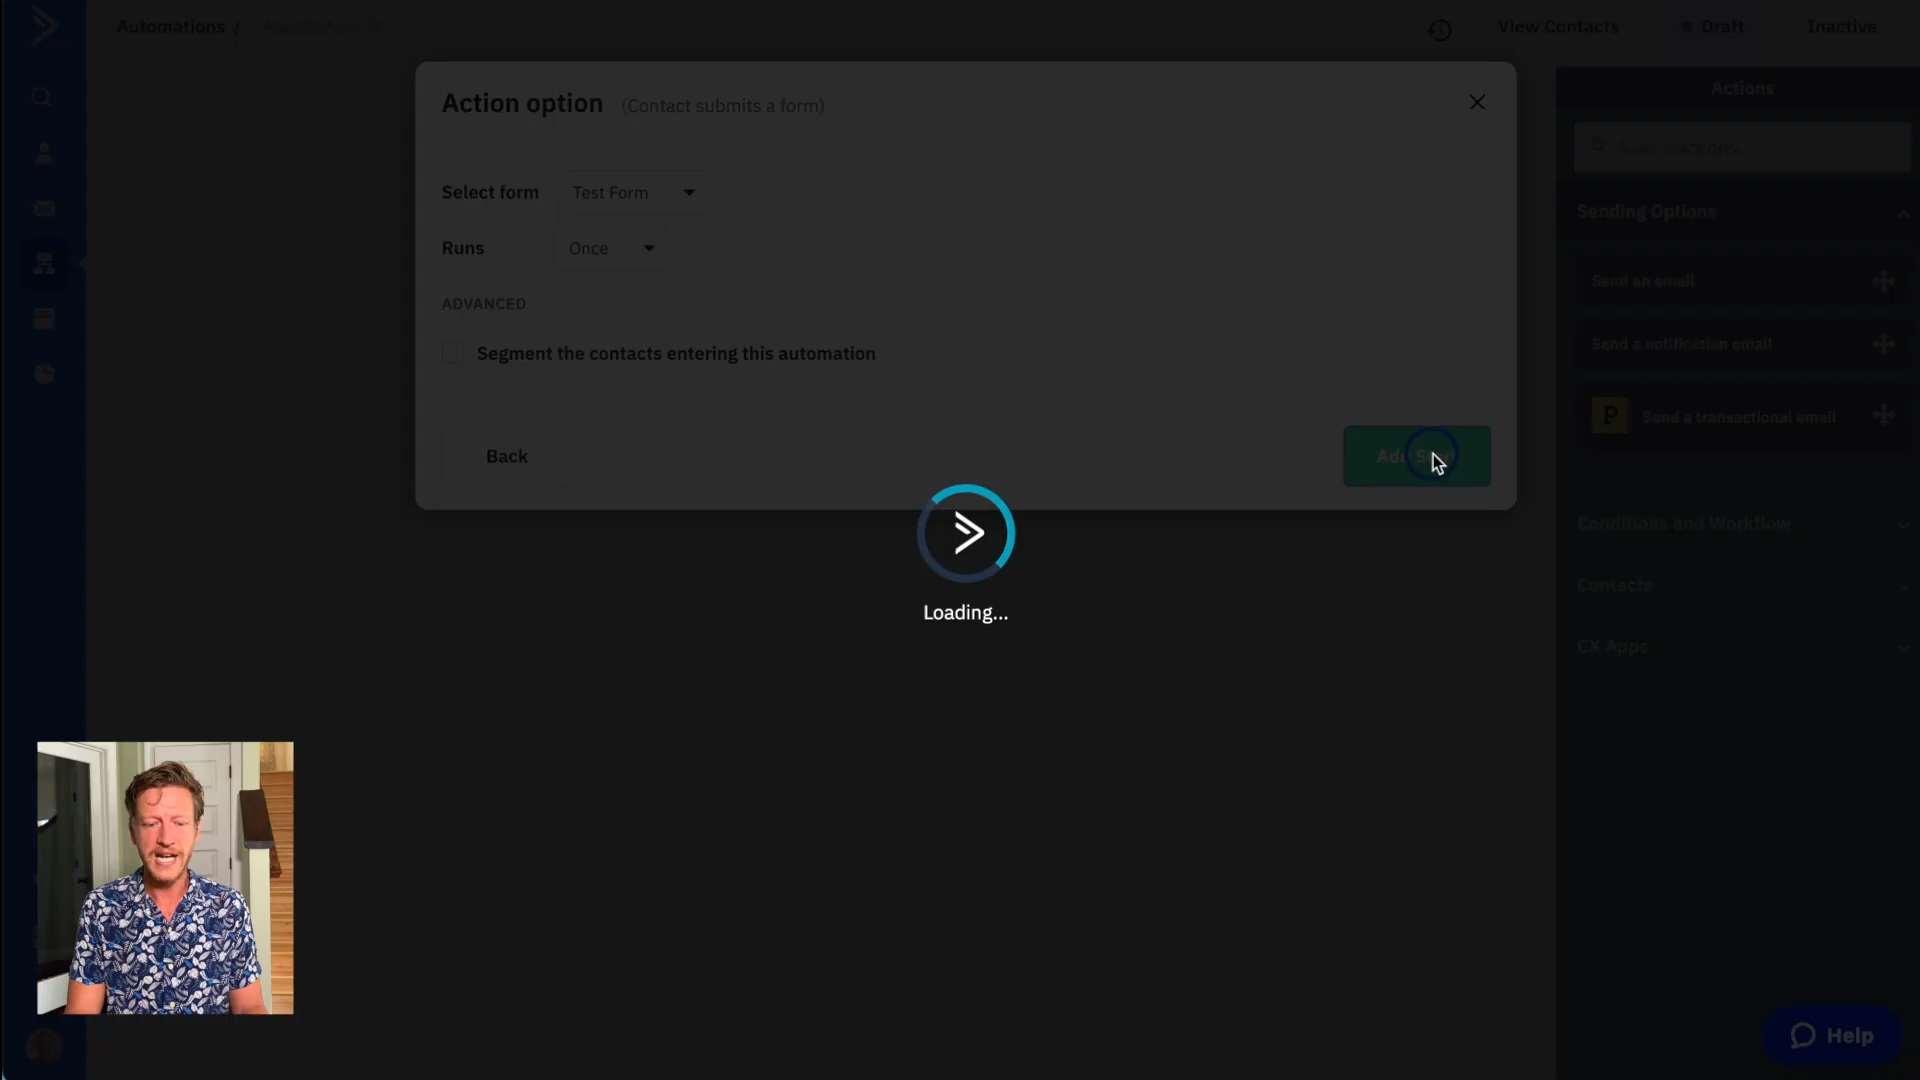 Automations /
View Contacts
Draft
Inactive
Action option (Contact submits a form)
Select form Test Form
Runs Once
ADVANCED
Segment the contacts entering this automation
Back
Add
Loading...
Actions
Sending Options
Send an email
Send a notification email
P Send a transactional email
Conditions and Workflow
Contacts
CX Apps
Help